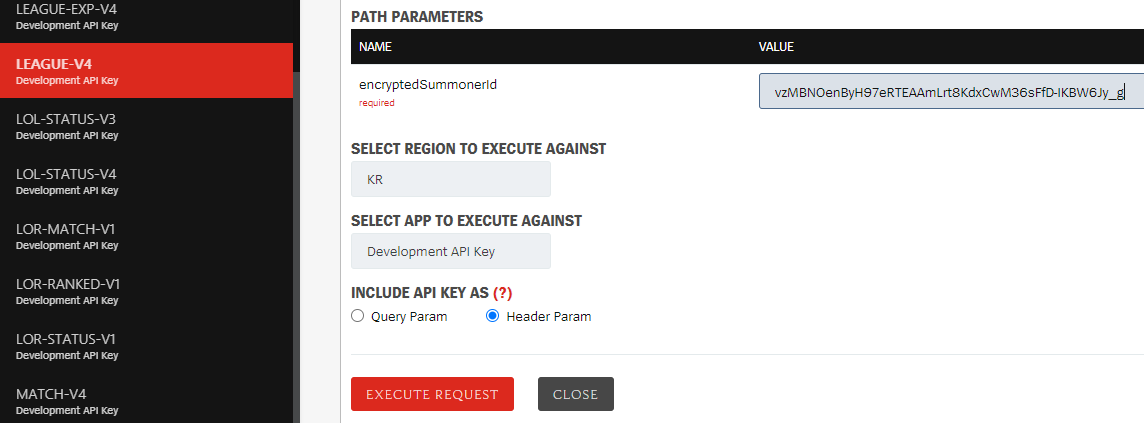 LEAGUE-EXP-V4
Development API Key
LEAGUE-V4
Development API Key
LOL-STATUS-V3
Development API Key
LOL-STATUS-V4
Development API Key
LOR-MATCH-V1
Development API Key
LOR-RANKED-V1
Development API Key
LOR-STATUS-V1
Development API Key
MATCH-V4
Development API Key
PATH PARAMETERS
NAME VALUE
encryptedSummonerId
required
vzMBNOenByH97eRTEAAmLrt8KdxCwM36sFfD-IKBW6Jy_g
SELECT REGION TO EXECUTE AGAINST
KR
SELECT APP TO EXECUTE AGAINST
Development API Key
INCLUDE API KEY AS (?)
Query Param Header Param
EXECUTE REQUEST CLOSE